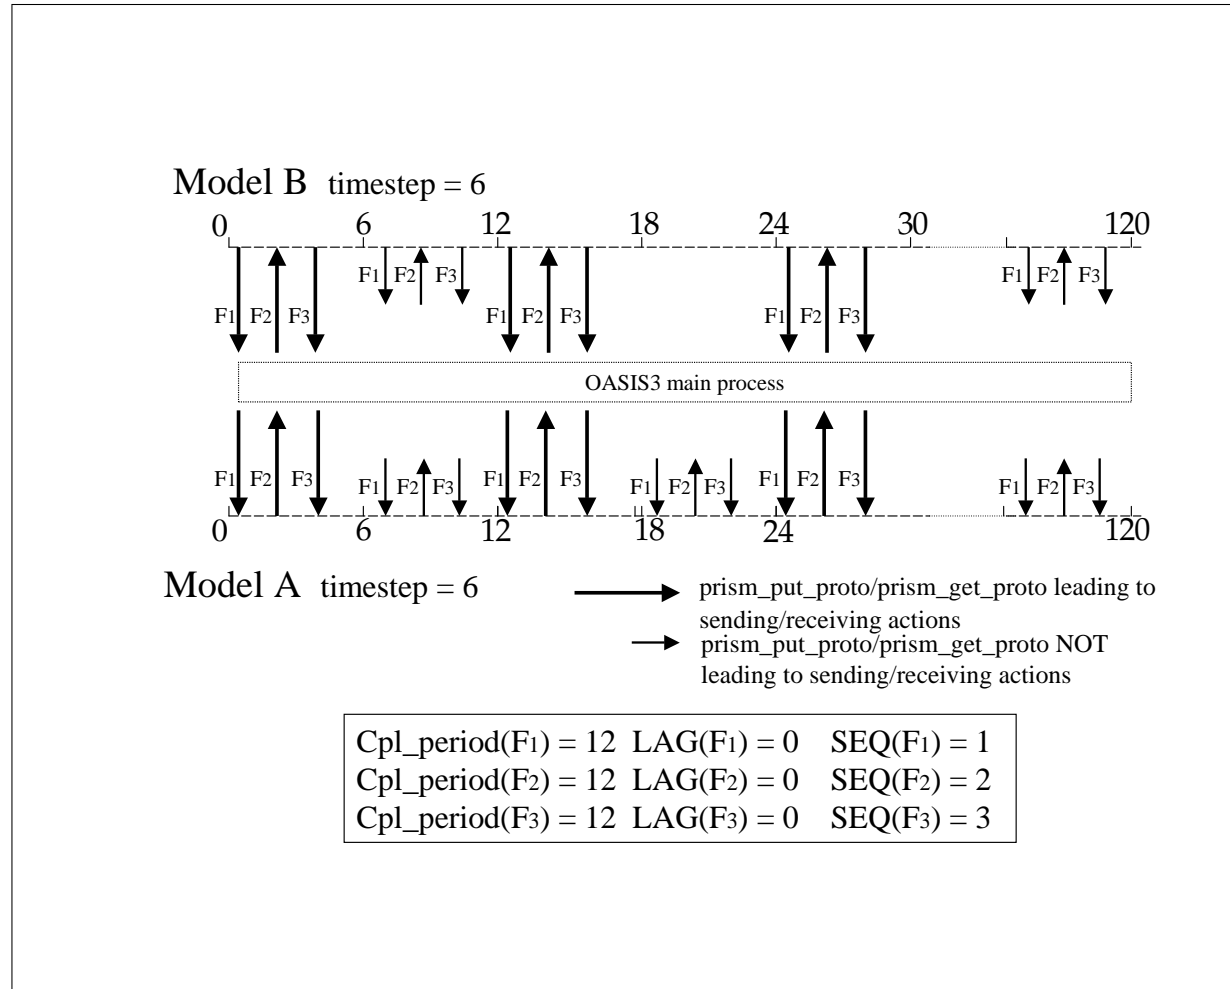 Model B timestep = 6
0 6 12 18 24 30 120
F1 F2 F3 F1 F2 F3
F1 F2 F3 F1 F2 F3 F1 F2 F3
OASIS3 main process
F1 F2 F3 F1 F2 F3 F1 F2 F3
F1 F2 F3 F1 F2 F3 F1 F2 F3
0 6 12 18 24 120
Model A timestep = 6
prism_put_proto/prism_get_proto leading to
sending/receiving actions
prism_put_proto/prism_get_proto NOT
leading to sending/receiving actions
Cpl_period(F1) = 12 LAG(F1) = 0 SEQ(F1) = 1
Cpl_period(F2) = 12 LAG(F2) = 0 SEQ(F2) = 2
Cpl_period(F3) = 12 LAG(F3) = 0 SEQ(F3) = 3